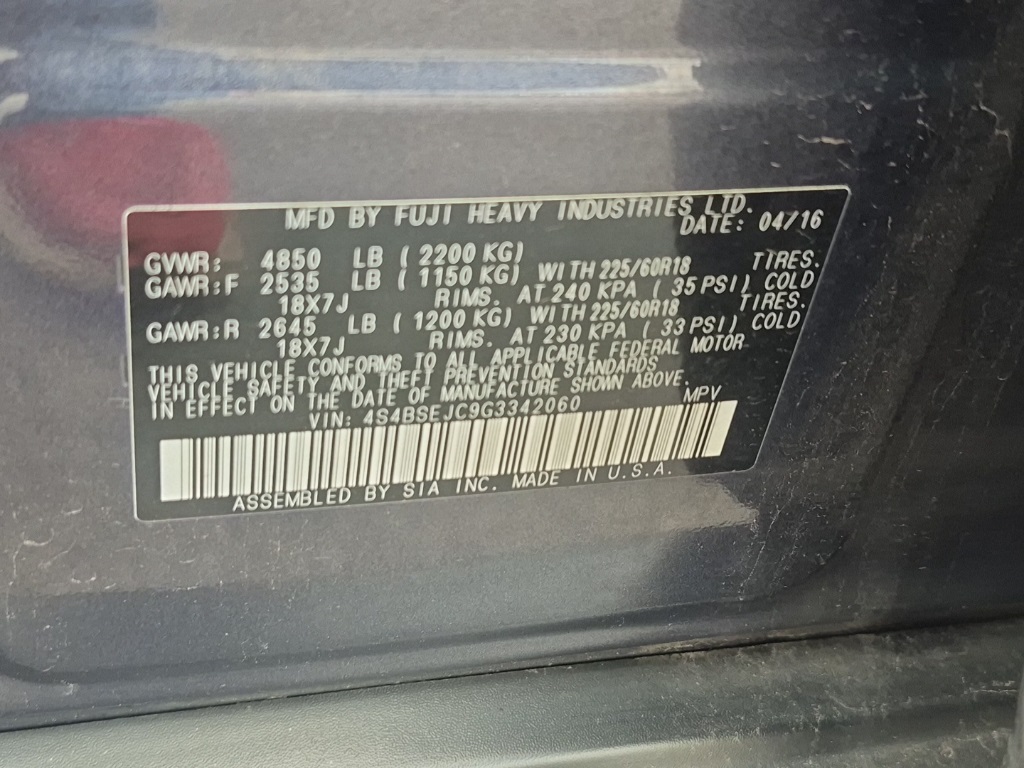 MFD BY FUJI HEAVY INDUSTRIES LTD.
DATE: 04/16
GVWR: 4850 LB ( 2200 KG)
GAWR:F 2535 LB ( 1150 KG) WITH 225/60R18 TIRES.
18X7J RIMS. AT 240 KPA ( 35 PSI) COLD
GAWR:R 2645 LB ( 1200 KG) WITH 225/60R18 TIRES.
18X7J RIMS. AT 230 KPA ( 33 PSI) COLD
THIS VEHICLE CONFORMS TO ALL APPLICABLE FEDERAL MOTOR
VEHICLE SAFETY AND THEFT PREVENTION STANDARDS
IN EFFECT ON THE DATE OF MANUFACTURE SHOWN ABOVE.
VIN: 4S4BSEJC9G3342060 MPV
ASSEMBLED BY SIA INC. MADE IN U.S.A.